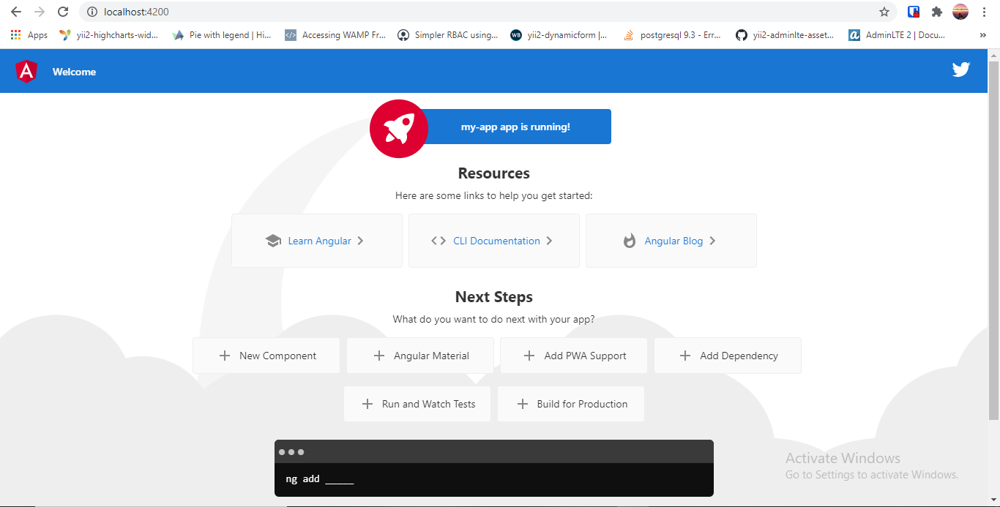 localhost:4200
Apps yii2-highcharts-wid... Pie with legend | Hi... Accessing WAMP Fr... Simpler RBAC using... WB yii2-dynamicform |... postgresql 9.3 - Err... yii2-adminlte-asset... a AdminLTE 2 | Docu... »
A Welcome
my-app app is running!
Resources
Here are some links to help you get started:
Learn Angular CLI Documentation Angular Blog
Next Steps
What do you want to do next with your app?
New Component Angular Material Add PWA Support Add Dependency
Run and Watch Tests Build for Production
ng add _____
Activate Windows
Go to Settings to activate Windows.